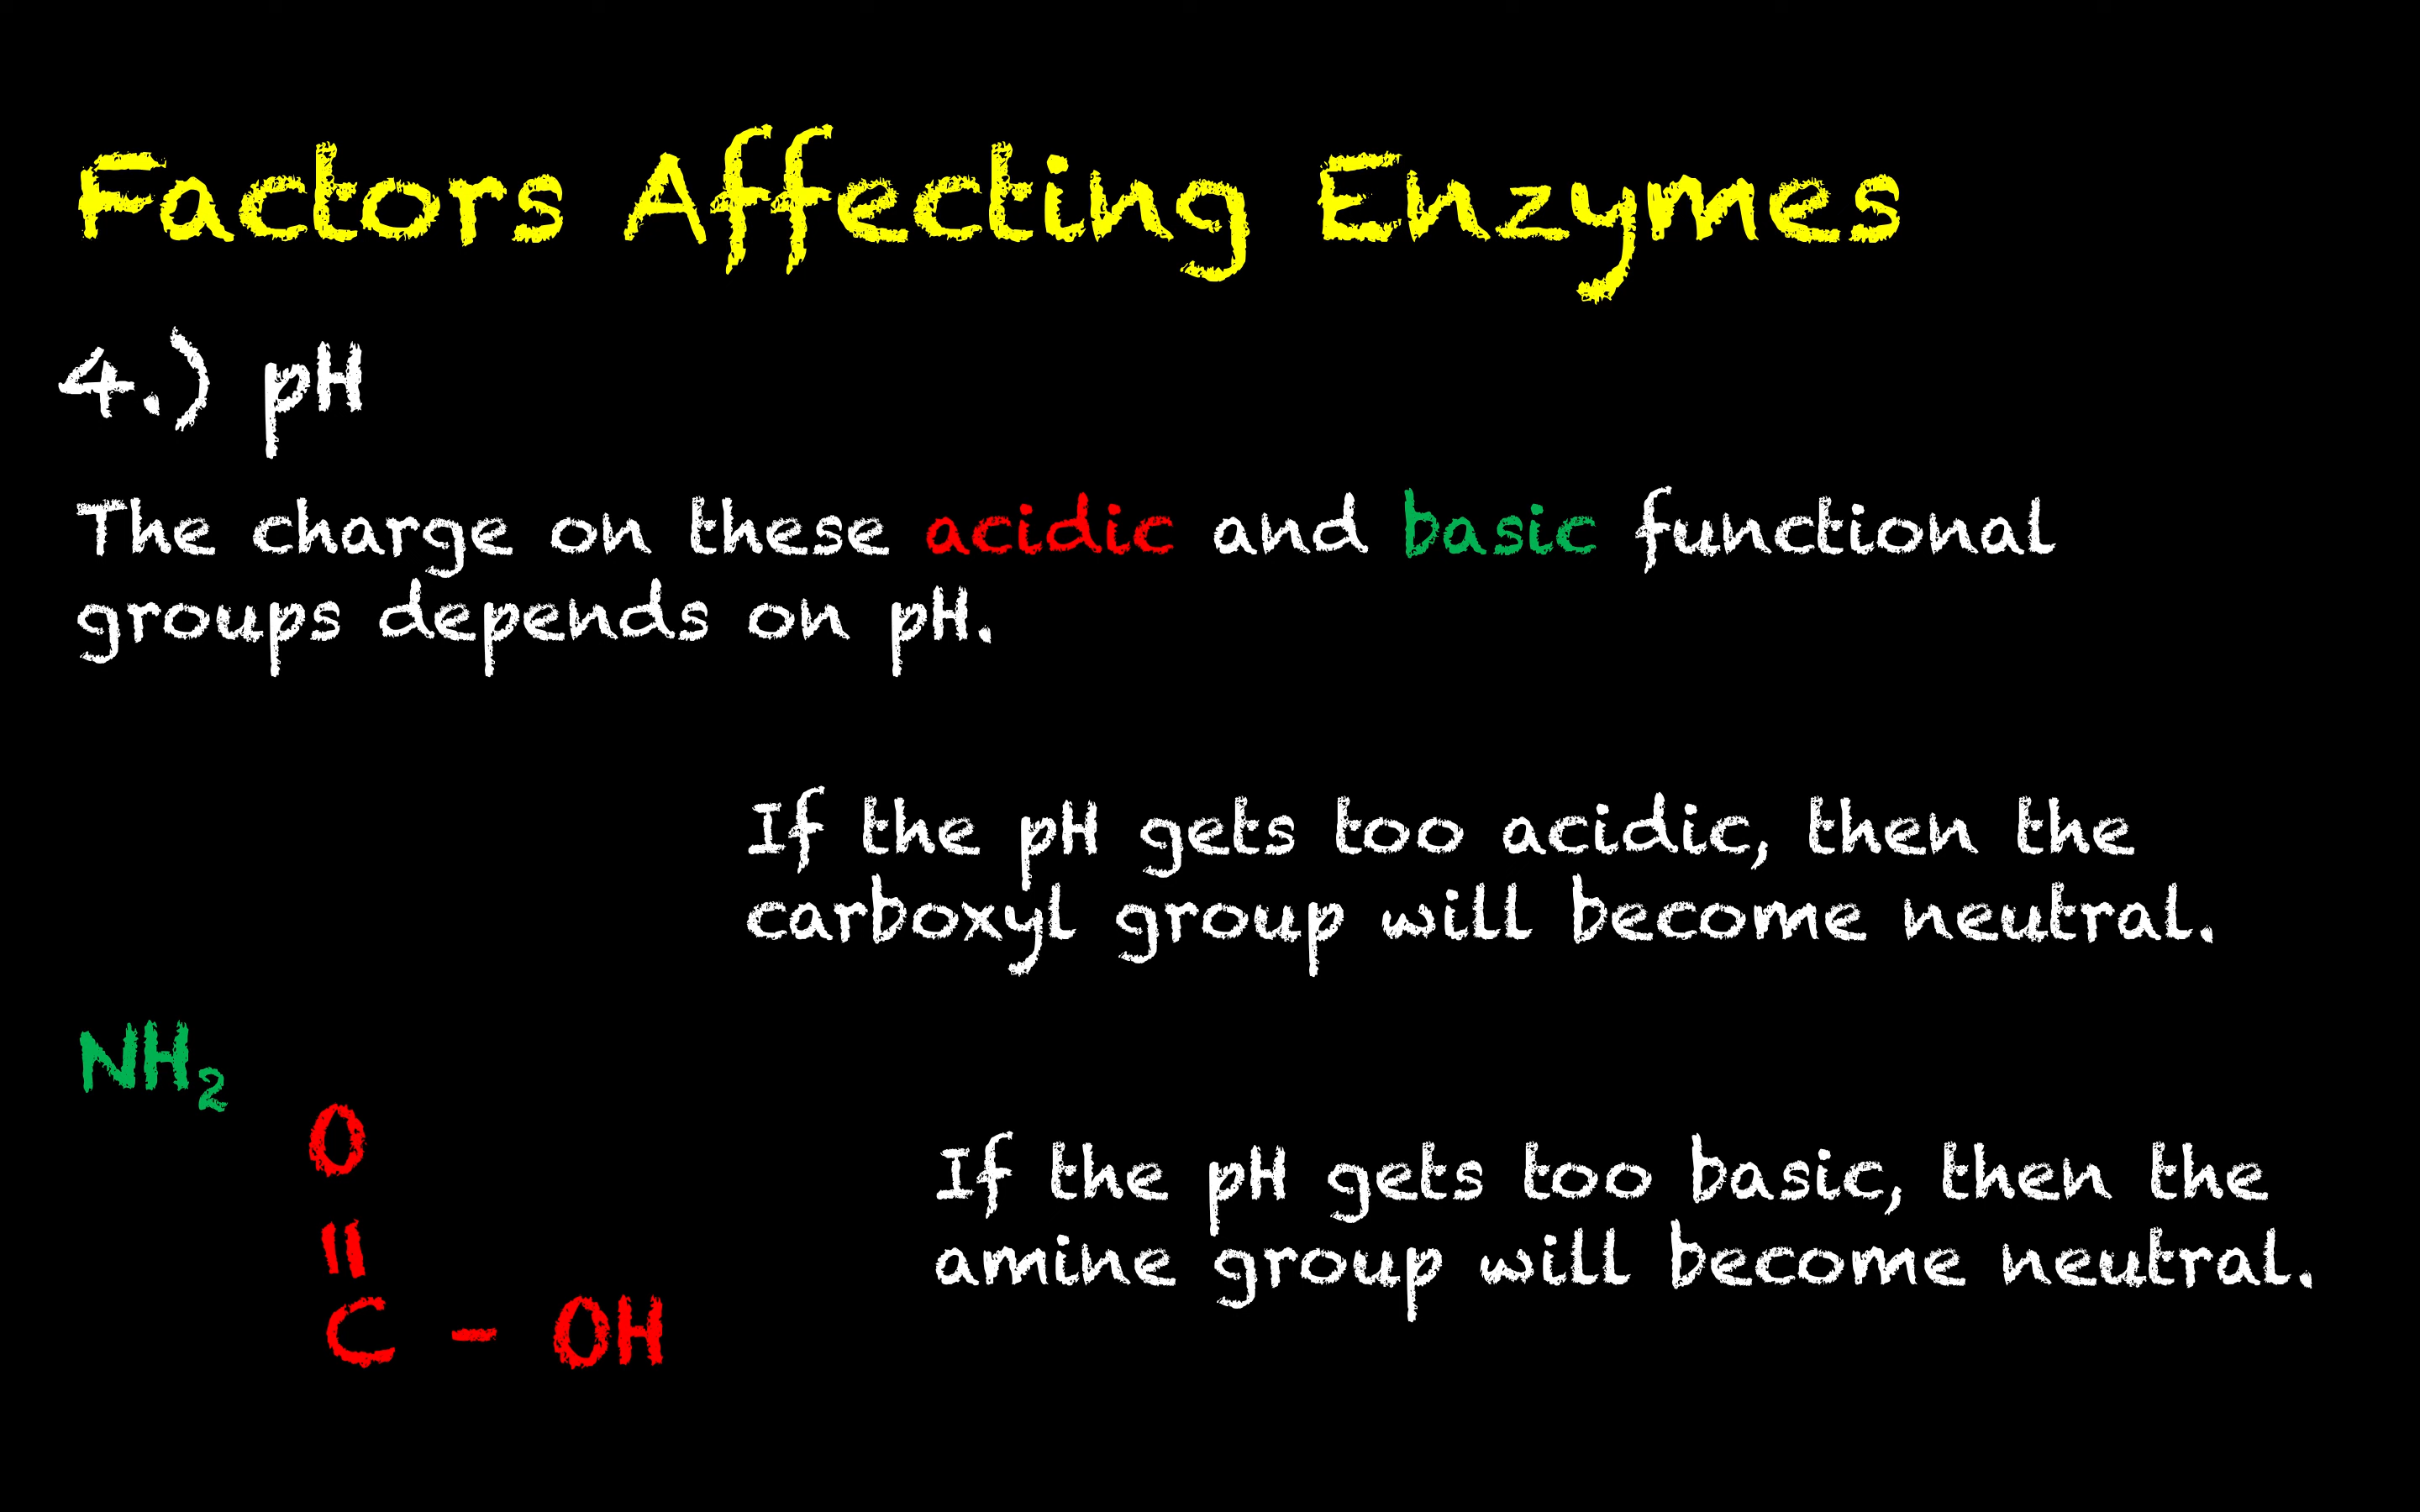 Factors Affecting Enzymes
4.) pH
The charge on these acidic and basic functional
groups depends on pH.
If the pH gets too acidic, then the
carboxyl group will become neutral.
NH₂
O
=
C - OH
If the pH gets too basic, then the
amine group will become neutral.